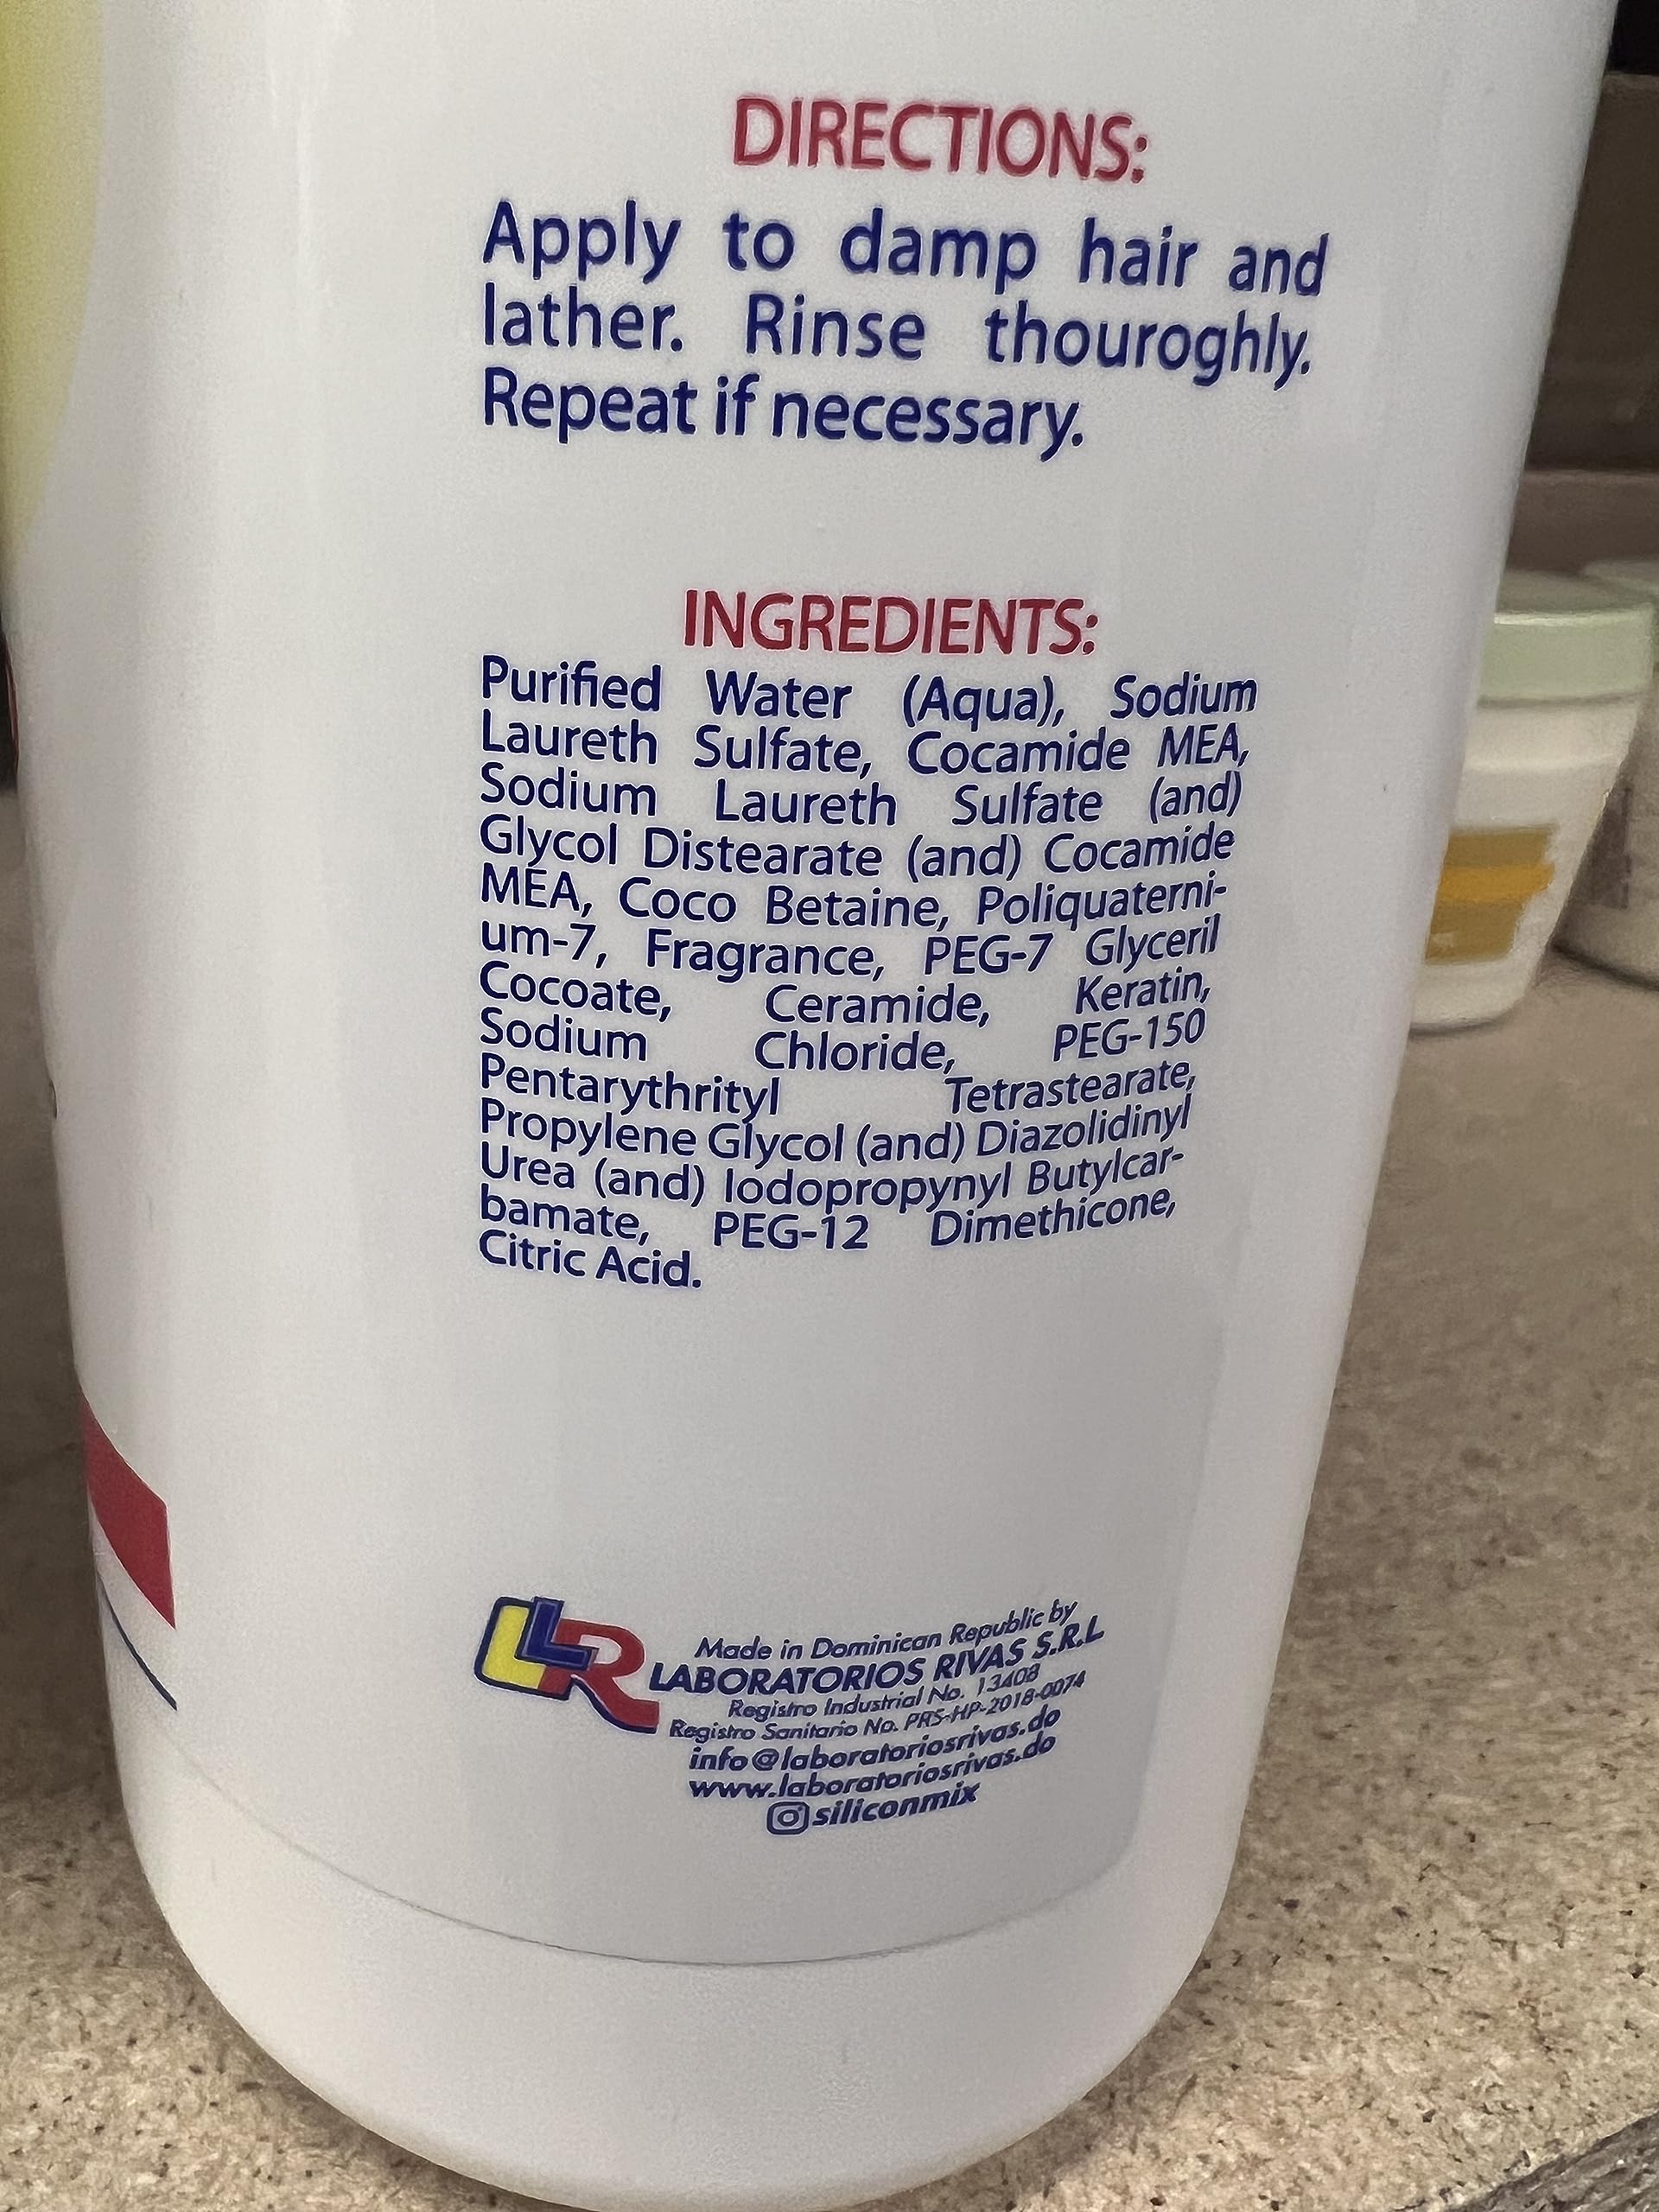 DIRECTIONS:
Apply to damp hair and
lather. Rinse thouroghly.
Repeat if necessary.
INGREDIENTS:
Purified Water (Aqua), Sodium
Laureth Sulfate, Cocamide MEA,
Sodium Laureth Sulfate (and)
Glycol Distearate (and) Cocamide
MEA, Coco Betaine, Poliquaterni-
um-7, Fragrance, PEG-7 Glyceril
Cocoate, Ceramide, Keratin,
Sodium Chloride, PEG-150
Pentarythrityl Tetrastearate,
Propylene Glycol (and) Diazolidinyl
Urea (and) Iodopropynyl Butylcar-
bamate, PEG-12 Dimethicone,
Citric Acid.
LR
Made in Dominican Republic by
LABORATORIOS RIVAS S.R.L
Registro Industrial No. 13408
Registro Sanitario No. PRS-HP-2018-0074
info@laboratoriosrivas.do
www.laboratoriosrivas.do
siliconmix